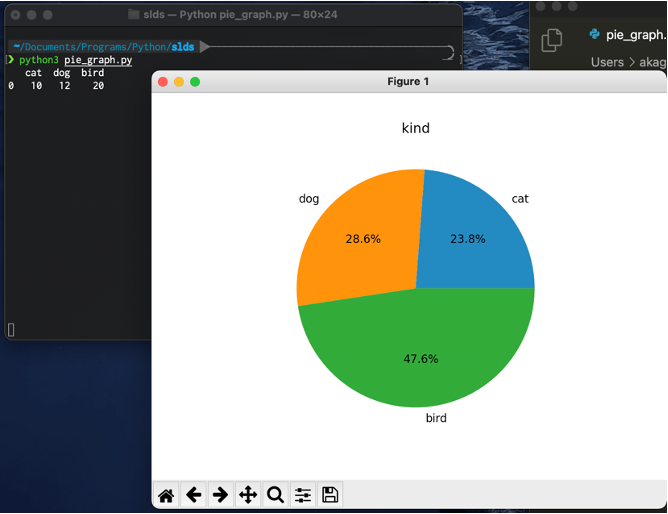 slds — Python pie_graph.py — 80×24
~/Documents/Programs/Python/slds
❯ python3 pie_graph.py
cat dog bird
0 10 12 20
pie_graph.
Users > akag
Figure 1
kind
dog
cat
28.6%
23.8%
47.6%
bird